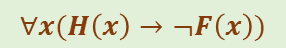 ∀x(H(x) → ¬F(x))